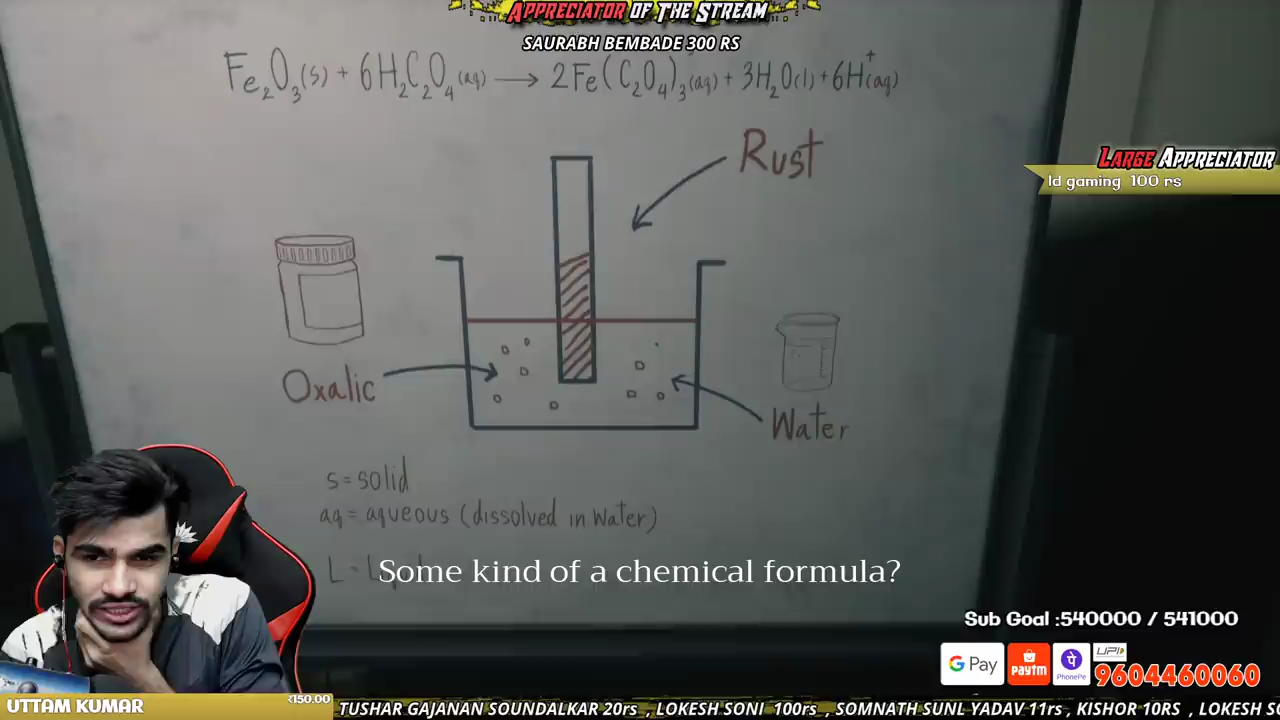 APPRECIATOR OF THE STREAM
SAURABH BEMBADE 300 RS
Fe2O3(s) + 6H2C2O4(aq) → 2Fe(C2O4)3(aq) + 3H2O(l) + 6H+(aq)
Rust
LARGE APPRECIATOR
ld gaming 100 rs
Oxalic
Water
s = solid
aq = aqueous (dissolved in water)
L =
Some kind of a chemical formula?
Sub Goal :540000 / 541000
G Pay
paytm
PhonePe
UPI
9604460060
UTTAM KUMAR
₹150.00
TUSHAR GAJANAN SOUNDALKAR 20rs , LOKESH SONI 100rs , SOMNATH SUNL YADAV 11rs , KISHOR 10RS , LOKESH